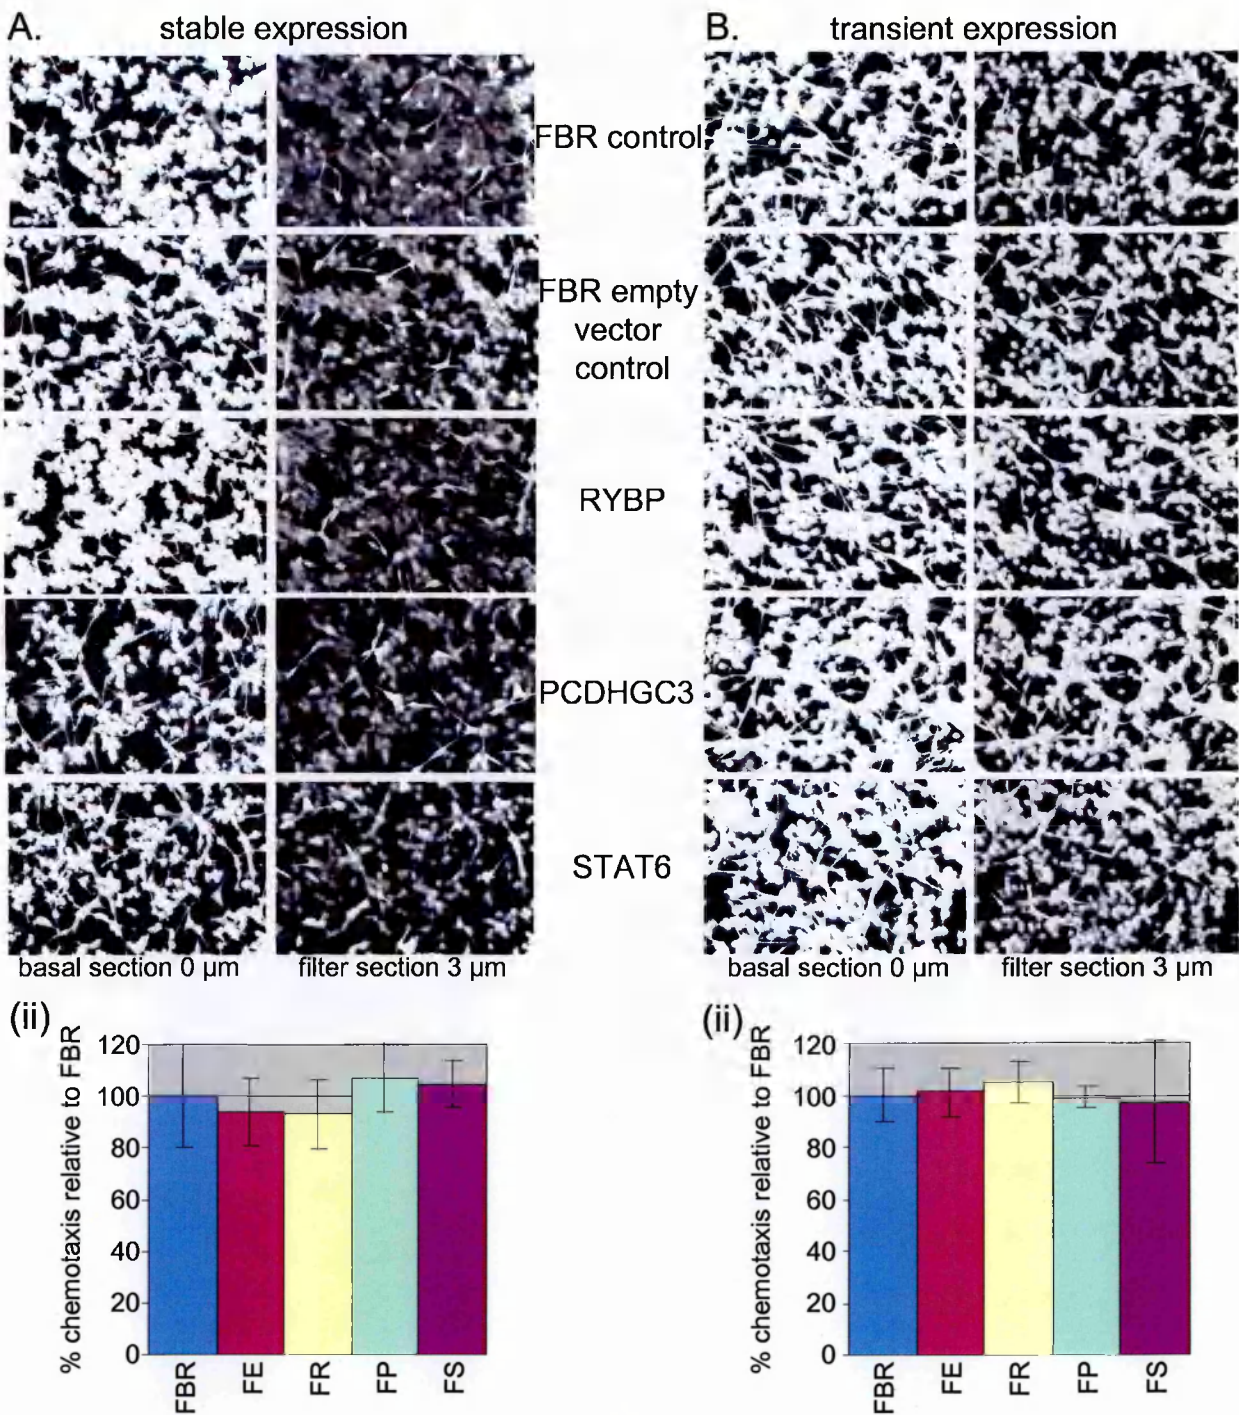 A. stable expression
B. transient expression
FBR control
FBR empty
vector
control
RYBP
PCDHGC3
STAT6
basal section 0 µm
filter section 3 µm
basal section 0 µm
filter section 3 µm
(ii)
% chemotaxis relative to FBR
120
100
80
60
40
20
0
FBR
FE
FR
FP
FS
(ii)
% chemotaxis relative to FBR
120
100
80
60
40
20
0
FBR
FE
FR
FP
FS